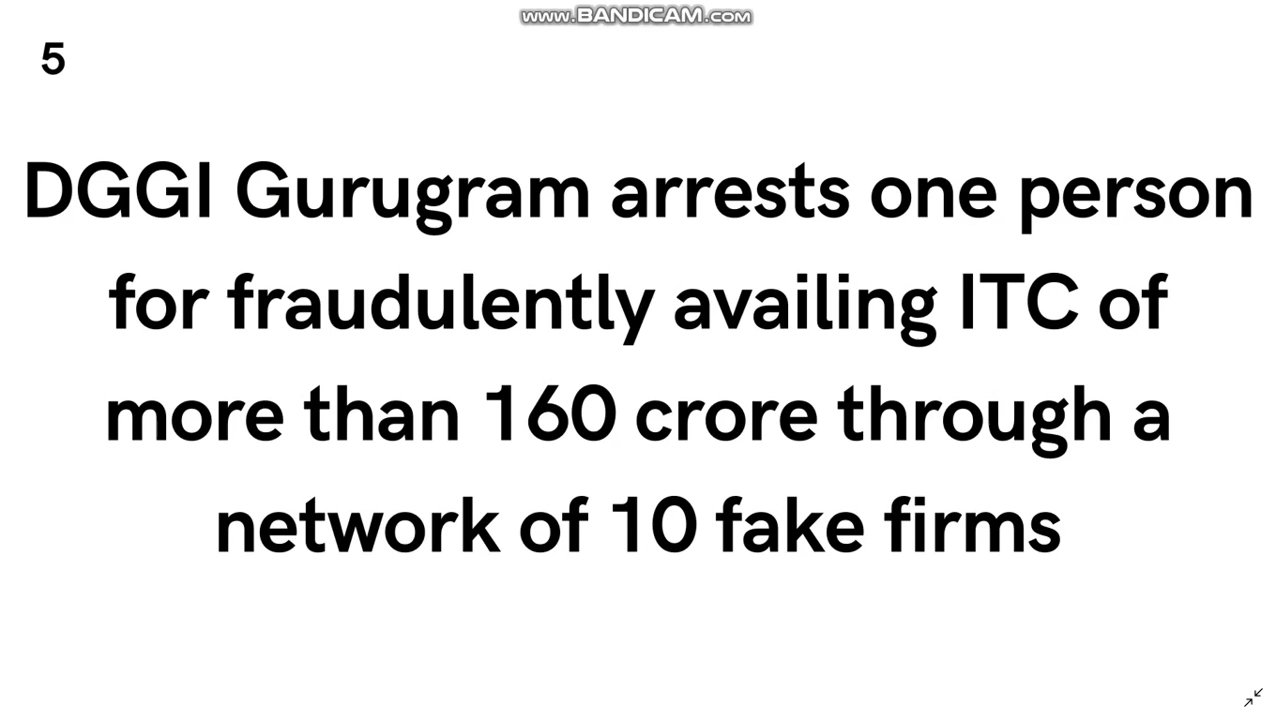 www.BANDICAM.com
5
DGGI Gurugram arrests one person
for fraudulently availing ITC of
more than 160 crore through a
network of 10 fake firms